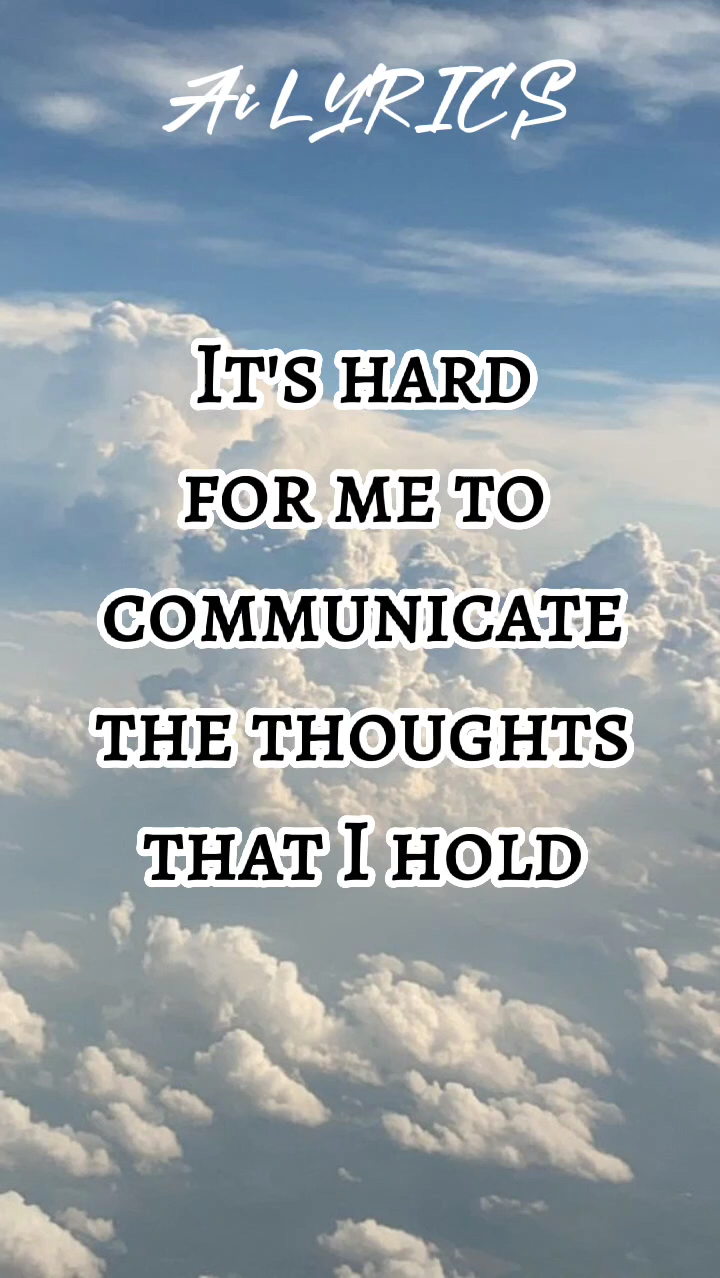 Ai LYRICS
It's hard
for me to
communicate
the thoughts
that I hold